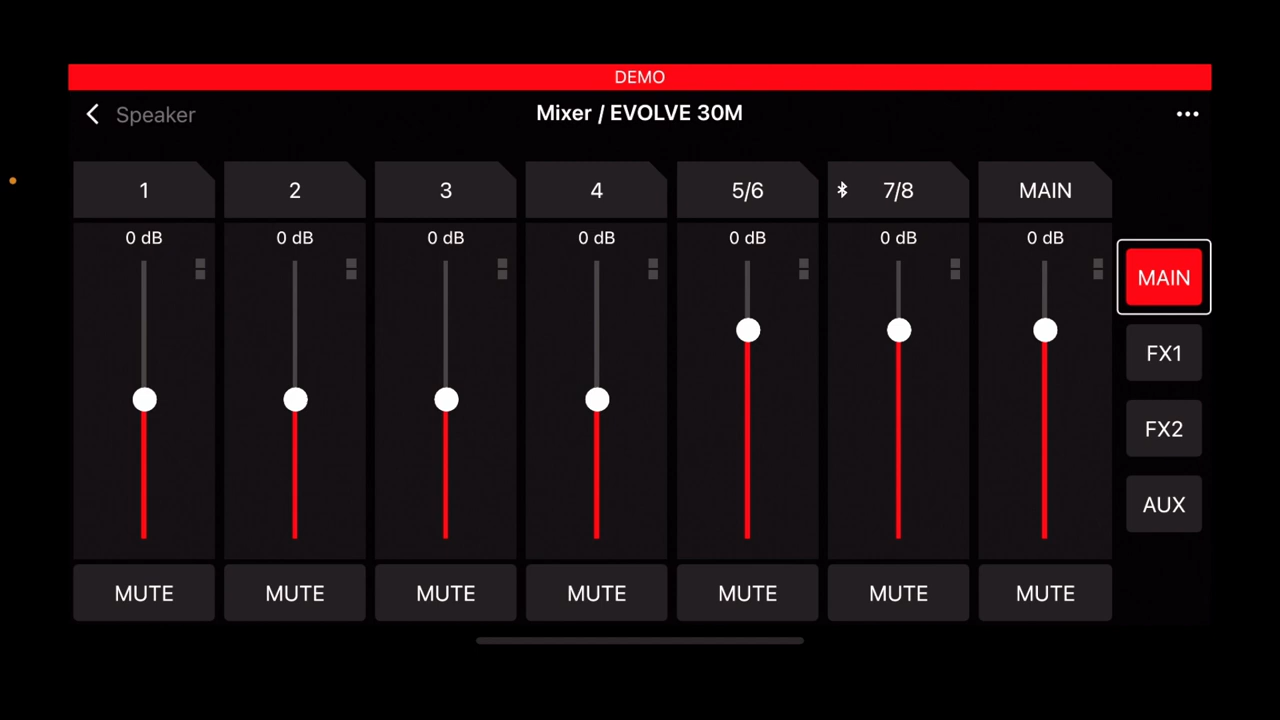 DEMO
Speaker
Mixer / EVOLVE 30M
1 2 3 4 5/6 7/8 MAIN
0 dB 0 dB 0 dB 0 dB 0 dB 0 dB 0 dB
MAIN
FX1
FX2
AUX
MUTE MUTE MUTE MUTE MUTE MUTE MUTE